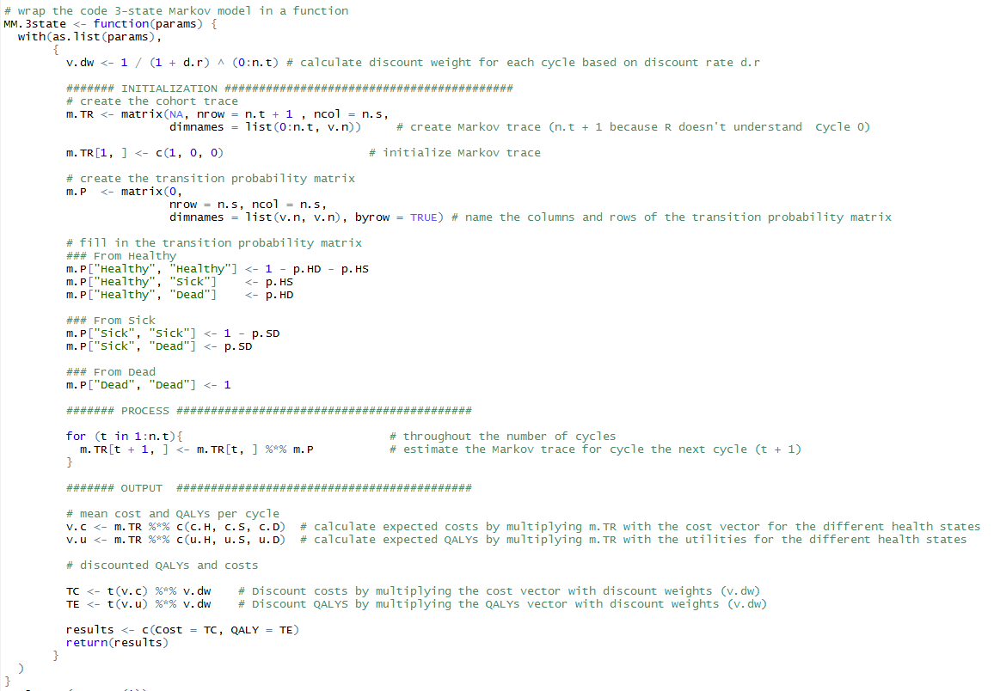 # wrap the code 3-state Markov model in a function
MM.3state <- function(params) {
  with(as.list(params),
       {
         v.dw <- 1 / (1 + d.r) ^ (0:n.t) # calculate discount weight for each cycle based on discount rate d.r
         ####### INITIALIZATION ##########################################
         # create the cohort trace
         m.TR <- matrix(NA, nrow = n.t + 1 , ncol = n.s,
                        dimnames = list(0:n.t, v.n))     # create Markov trace (n.t + 1 because R doesn't understand  Cycle 0)
         m.TR[1, ] <- c(1, 0, 0)                     # initialize Markov trace
         # create the transition probability matrix
         m.P  <- matrix(0,
                        nrow = n.s, ncol = n.s,
                        dimnames = list(v.n, v.n), byrow = TRUE) # name the columns and rows of the transition probability matrix
         # fill in the transition probability matrix
         ### From Healthy
         m.P["Healthy", "Healthy"] <- 1 - p.HD - p.HS
         m.P["Healthy", "Sick"]    <- p.HS
         m.P["Healthy", "Dead"]    <- p.HD
         ### From Sick
         m.P["Sick", "Sick"] <- 1 - p.SD
         m.P["Sick", "Dead"] <- p.SD
         ### From Dead
         m.P["Dead", "Dead"] <- 1
         ####### PROCESS ###########################################
         for (t in 1:n.t){                              # throughout the number of cycles
           m.TR[t + 1, ] <- m.TR[t, ] %*% m.P           # estimate the Markov trace for cycle the next cycle (t + 1)
         }
         ####### OUTPUT  ###########################################
         # mean cost and QALYs per cycle
         v.c <- m.TR %*% c(c.H, c.S, c.D)  # calculate expected costs by multiplying m.TR with the cost vector for the different health states
         v.u <- m.TR %*% c(u.H, u.S, u.D)  # calculate expected QALYs by multiplying m.TR with the utilities for the different health states
         # discounted QALYs and costs
         TC <- t(v.c) %*% v.dw    # Discount costs by multiplying the cost vector with discount weights (v.dw)
         TE <- t(v.u) %*% v.dw    # Discount QALYS by multiplying the QALYs vector with discount weights (v.dw)
         results <- c(Cost = TC, QALY = TE)
         return(results)
       }
  )
}